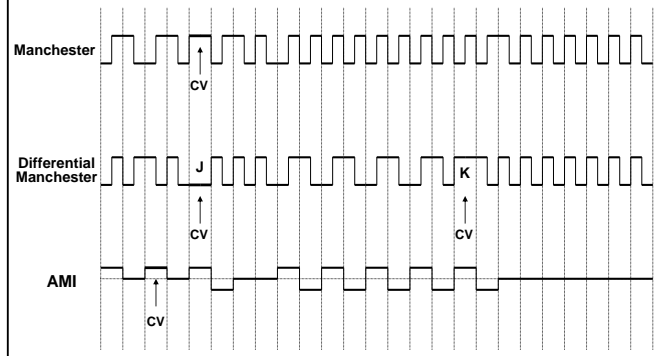 Manchester
CV
Differential
Manchester
J
K
CV
CV
AMI
CV